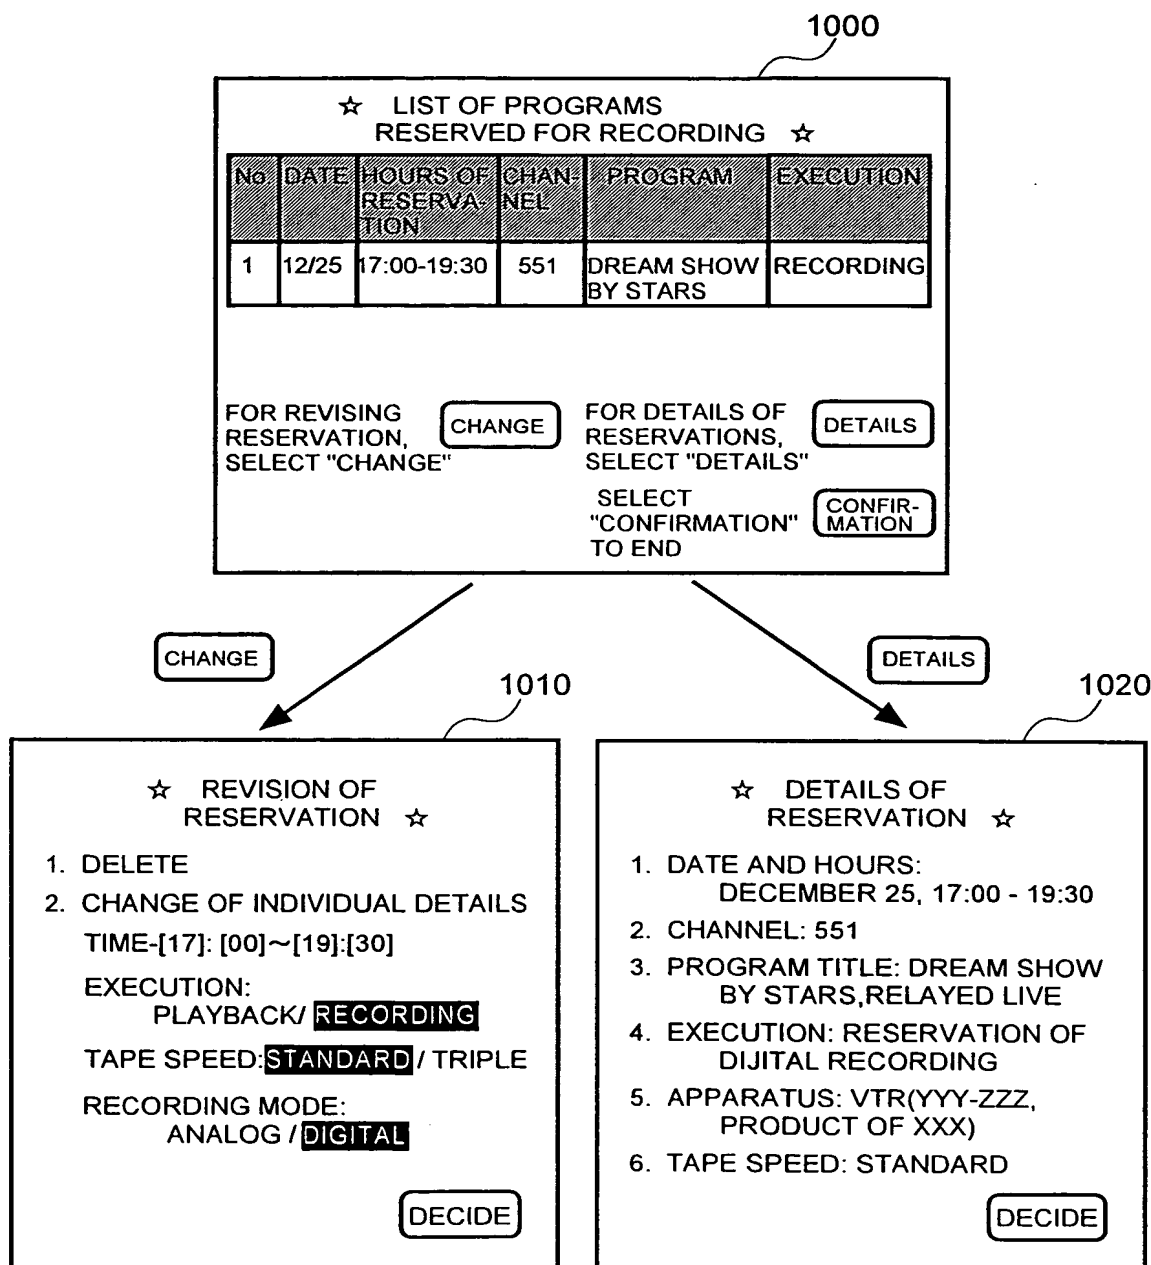 1000
☆ LIST OF PROGRAMS
RESERVED FOR RECORDING ☆
No. DATE HOURS OF RESERVA-TION CHAN-NEL PROGRAM EXECUTION
1 12/25 17:00-19:30 551 DREAM SHOW BY STARS RECORDING
FOR REVISING
RESERVATION,
SELECT "CHANGE"
CHANGE
FOR DETAILS OF
RESERVATIONS,
SELECT "DETAILS"
DETAILS
SELECT
"CONFIRMATION"
TO END
CONFIR-
MATION
CHANGE
DETAILS
1010
☆ REVISION OF
RESERVATION ☆
1. DELETE
2. CHANGE OF INDIVIDUAL DETAILS
TIME-[17]: [00]~[19]:[30]
EXECUTION:
PLAYBACK/ RECORDING
TAPE SPEED:STANDARD / TRIPLE
RECORDING MODE:
ANALOG / DIGITAL
DECIDE
1020
☆ DETAILS OF
RESERVATION ☆
1. DATE AND HOURS:
DECEMBER 25, 17:00 - 19:30
2. CHANNEL: 551
3. PROGRAM TITLE: DREAM SHOW
BY STARS,RELAYED LIVE
4. EXECUTION: RESERVATION OF
DIJITAL RECORDING
5. APPARATUS: VTR(YYY-ZZZ,
PRODUCT OF XXX)
6. TAPE SPEED: STANDARD
DECIDE